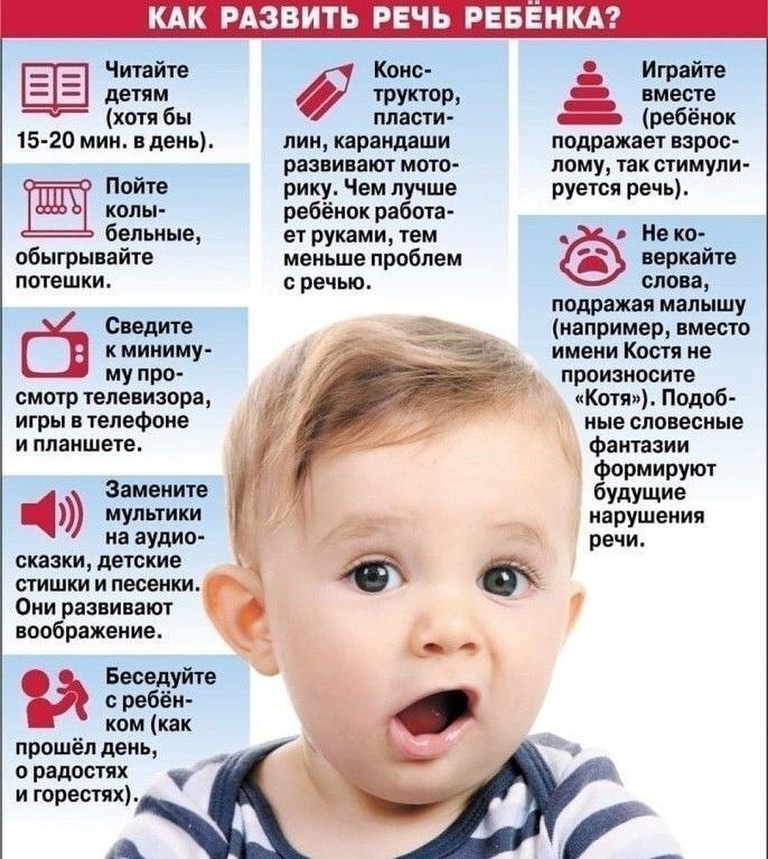 КАК РАЗВИТЬ РЕЧЬ РЕБЁНКА?
Читайте
детям
(хотя бы
15-20 мин. в день).
Пойте
колы-
бельные,
обыгрывайте
потешки.
Сведите
к миниму-
му про-
смотр телевизора,
игры в телефоне
и планшете.
Замените
мультики
на аудио-
сказки, детские
стишки и песенки.
Они развивают
воображение.
Беседуйте
с ребён-
ком (как
прошёл день,
о радостях
и горестях).
Конс-
труктор,
пласти-
лин, карандаши
развивают мото-
рику. Чем лучше
ребёнок работа-
ет руками, тем
меньше проблем
с речью.
Играйте
вместе
(ребёнок
подражает взрос-
лому, так стимули-
руется речь).
Не ко-
веркайте
слова,
подражая малышу
(например, вместо
имени Костя не
произносите
«Котя»). Подоб-
ные словесные
фантазии
формируют
будущие
нарушения
речи.